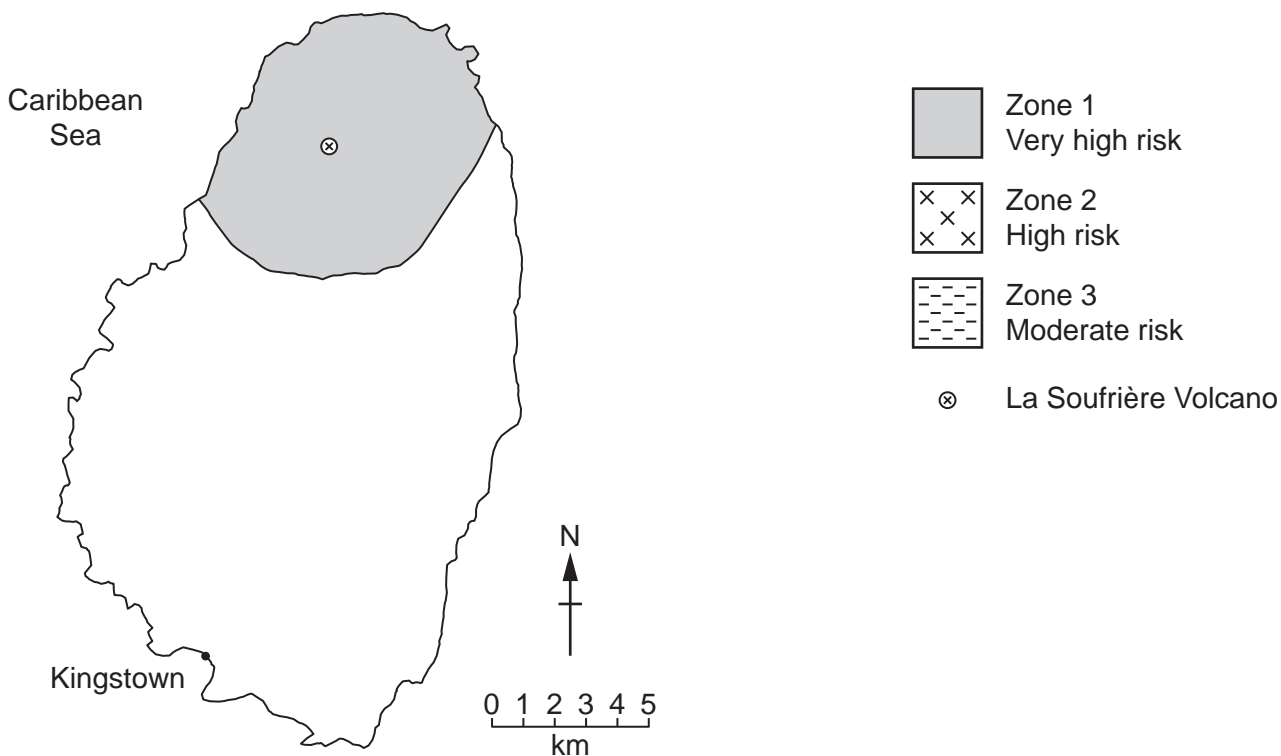 Caribbean
Sea
Zone 1
Very high risk
Zone 2
High risk
Zone 3
Moderate risk
La Soufrière Volcano
N
Kingstown
0 1 2 3 4 5
km